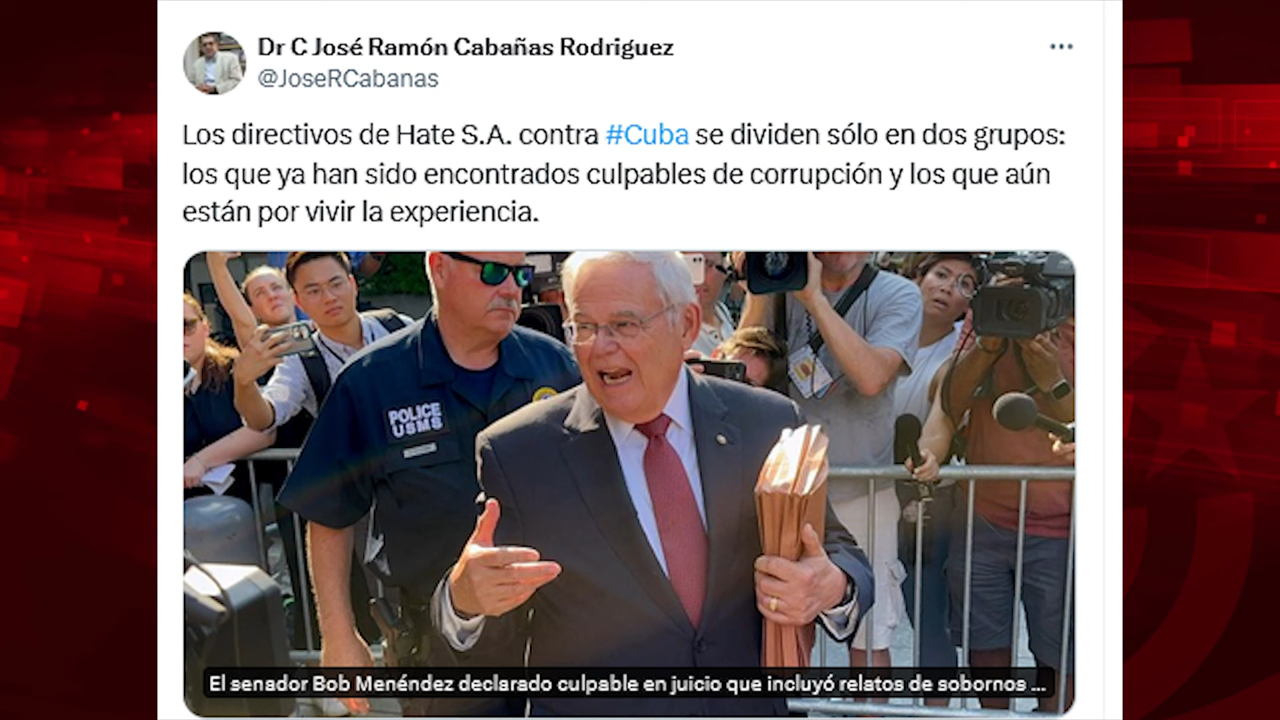 Dr C José Ramón Cabañas Rodriguez
@JoseRCabanas
Los directivos de Hate S.A. contra #Cuba se dividen sólo en dos grupos:
los que ya han sido encontrados culpables de corrupción y los que aún
están por vivir la experiencia.
POLICE
USMS
El senador Bob Menéndez declarado culpable en juicio que incluyó relatos de sobornos ...